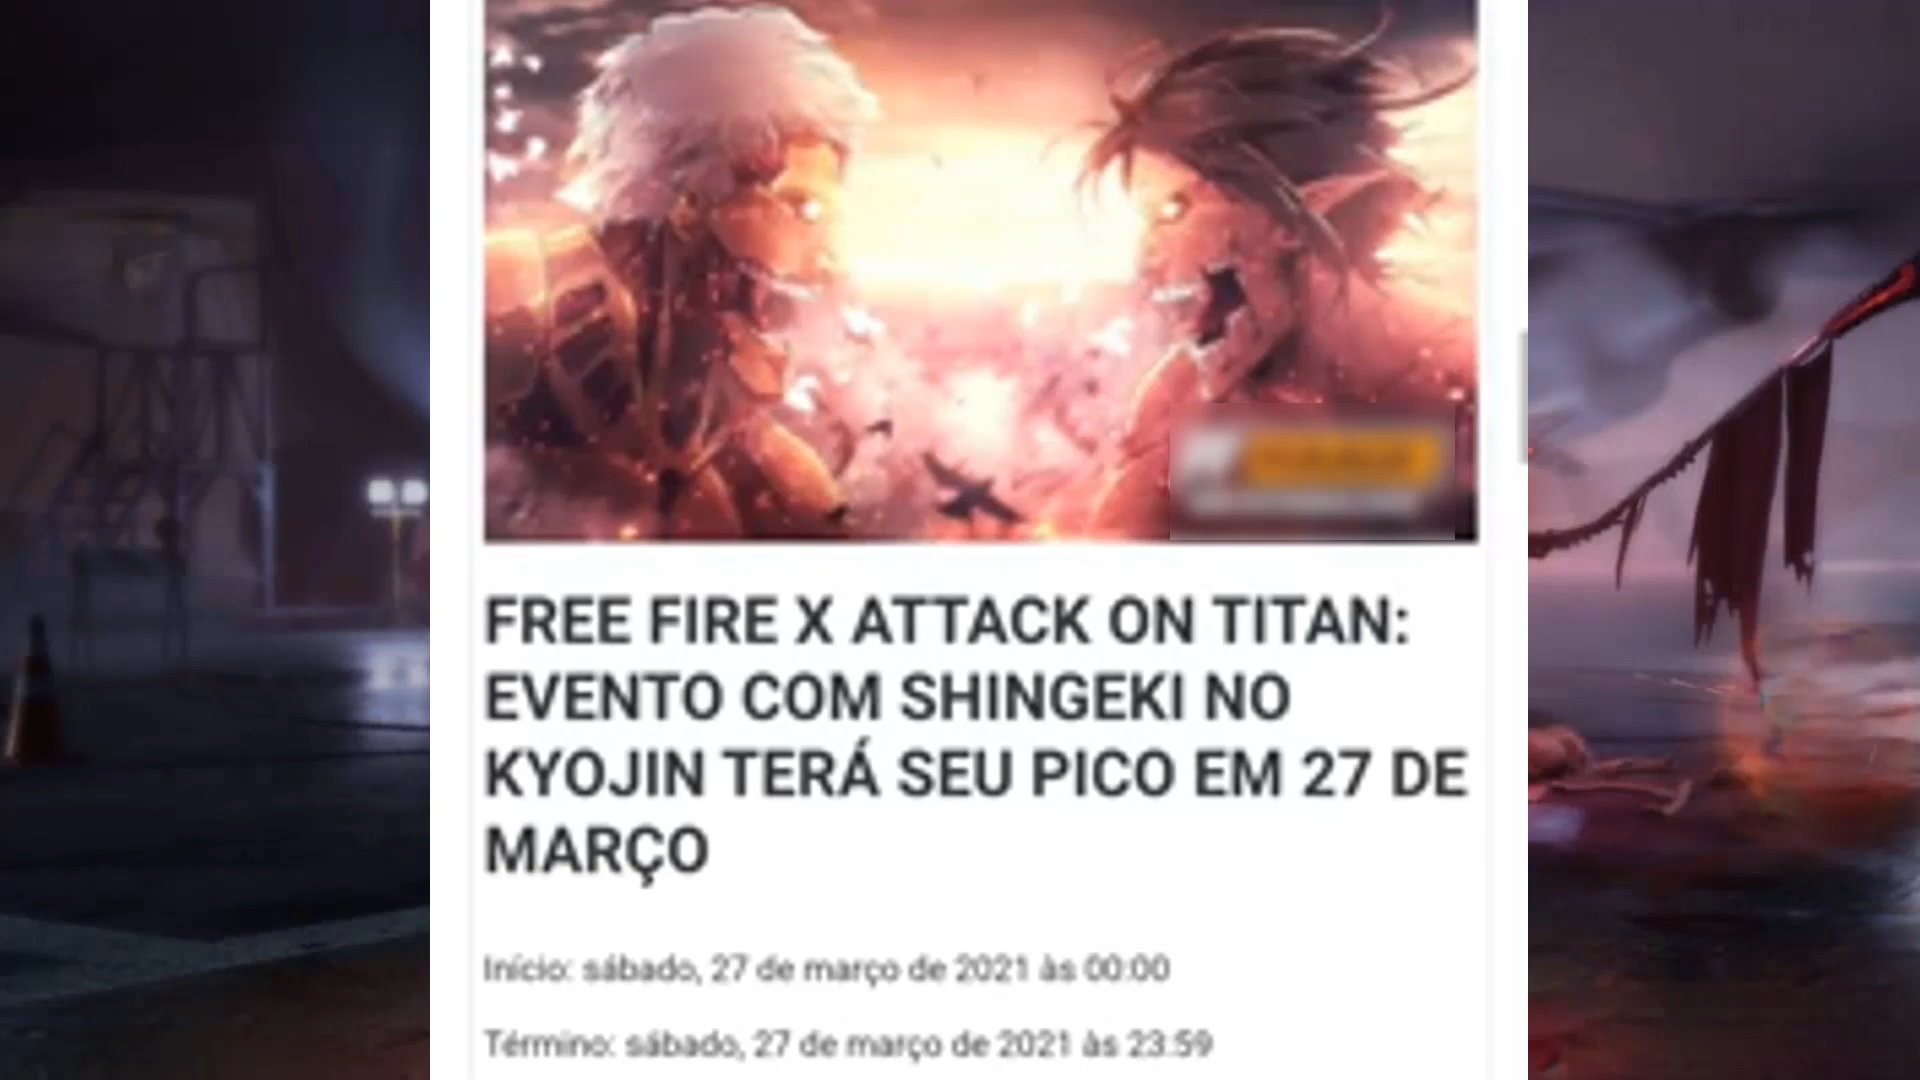 FREE FIRE X ATTACK ON TITAN:
EVENTO COM SHINGEKI NO
KYOJIN TERÁ SEU PICO EM 27 DE
MARÇO
Início: sábado, 27 de março de 2021 às 00:00
Término: sábado, 27 de março de 2021 às 23:59